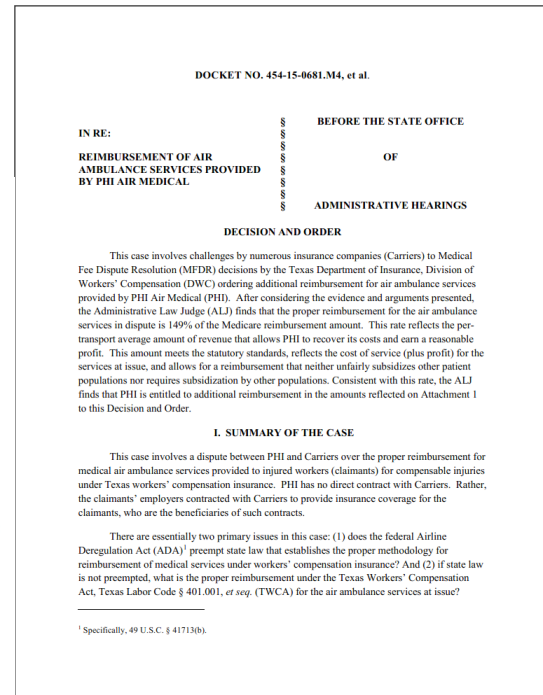 DOCKET NO. 454-15-0681.M4, et al.
§ BEFORE THE STATE OFFICE
IN RE: §
§
REIMBURSEMENT OF AIR § OF
AMBULANCE SERVICES PROVIDED §
BY PHI AIR MEDICAL §
§
§ ADMINISTRATIVE HEARINGS
DECISION AND ORDER
This case involves challenges by numerous insurance companies (Carriers) to Medical
Fee Dispute Resolution (MFDR) decisions by the Texas Department of Insurance, Division of
Workers’ Compensation (DWC) ordering additional reimbursement for air ambulance services
provided by PHI Air Medical (PHI). After considering the evidence and arguments presented,
the Administrative Law Judge (ALJ) finds that the proper reimbursement for the air ambulance
services in dispute is 149% of the Medicare reimbursement amount. This rate reflects the per-
transport average amount of revenue that allows PHI to recover its costs and earn a reasonable
profit. This amount meets the statutory standards, reflects the cost of service (plus profit) for the
services at issue, and allows for a reimbursement that neither unfairly subsidizes other patient
populations nor requires subsidization by other populations. Consistent with this rate, the ALJ
finds that PHI is entitled to additional reimbursement in the amounts reflected on Attachment 1
to this Decision and Order.
I. SUMMARY OF THE CASE
This case involves a dispute between PHI and Carriers over the proper reimbursement for
medical air ambulance services provided to injured workers (claimants) for compensable injuries
under Texas workers’ compensation insurance. PHI has no direct contract with Carriers. Rather,
the claimants’ employers contracted with Carriers to provide insurance coverage for the
claimants, who are the beneficiaries of such contracts.
There are essentially two primary issues in this case: (1) does the federal Airline
Deregulation Act (ADA)¹ preempt state law that establishes the proper methodology for
reimbursement of medical services under workers’ compensation insurance? And (2) if state law
is not preempted, what is the proper reimbursement under the Texas Workers’ Compensation
Act, Texas Labor Code § 401.001, et seq. (TWCA) for the air ambulance services at issue?
¹ Specifically, 49 U.S.C. § 41713(b).